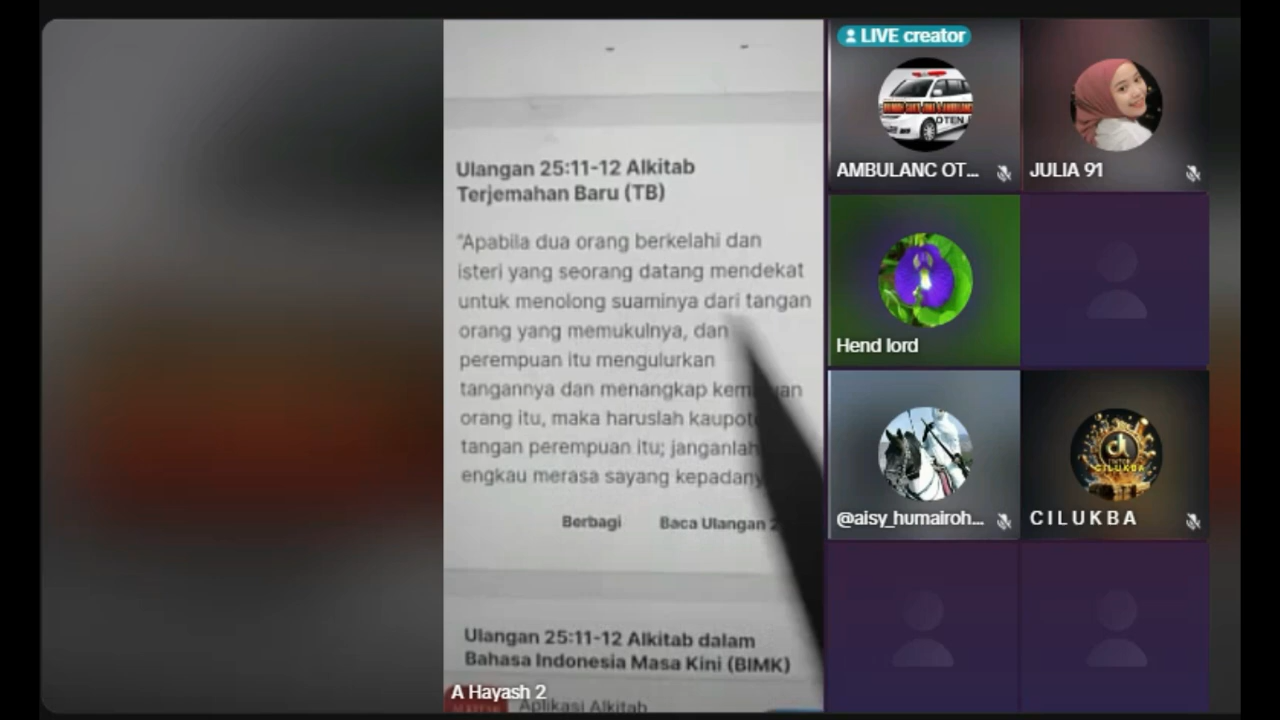 Ulangan 25:11-12 Alkitab
Terjemahan Baru (TB)
"Apabila dua orang berkelahi dan
isteri yang seorang datang mendekat
untuk menolong suaminya dari tangan
orang yang memukulnya, dan
perempuan itu mengulurkan
tangannya dan menangkap
orang itu, maka haruslah
tangan perempuan itu; janganlah
engkau merasa sayang
Berbagi
Baca Ulangan
Ulangan 25:11-12 Alkitab dalam
Bahasa Indonesia Masa Kini (BIMK)
Aplikasi Alkitab
A Hayash 2
LIVE creator
OTEN
AMBULANC OT...
JULIA 91
Hend lord
@aisy_humairoh...
CILUKBA
C I L U K B A